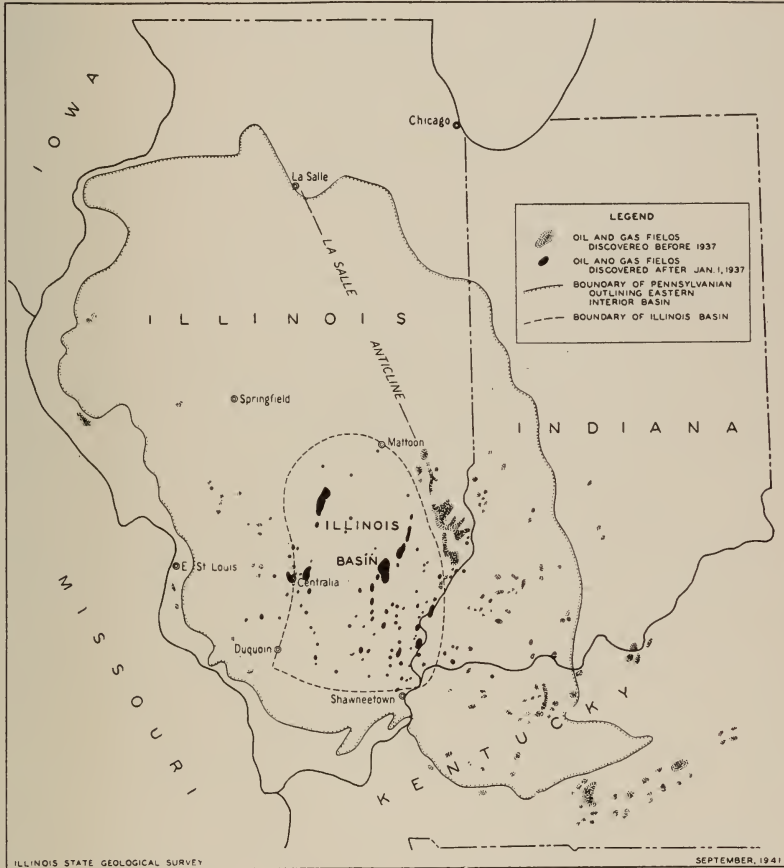 IOWA
Chicago
La Salle
LA SALLE
ANTICLINE
LEGEND
OIL AND GAS FIELDS
DISCOVERED BEFORE 1937
OIL AND GAS FIELDS
DISCOVERED AFTER JAN. 1, 1937
BOUNDARY OF PENNSYLVANIAN
OUTLINING EASTERN
INTERIOR BASIN
BOUNDARY OF ILLINOIS BASIN
ILLINOIS
Springfield
INDIANA
Mattoon
ILLINOIS
BASIN
E. St Louis
Centralia
MISSOURI
Duquoin
Shawneetown
KENTUCKY
ILLINOIS STATE GEOLOGICAL SURVEY
SEPTEMBER, 1941